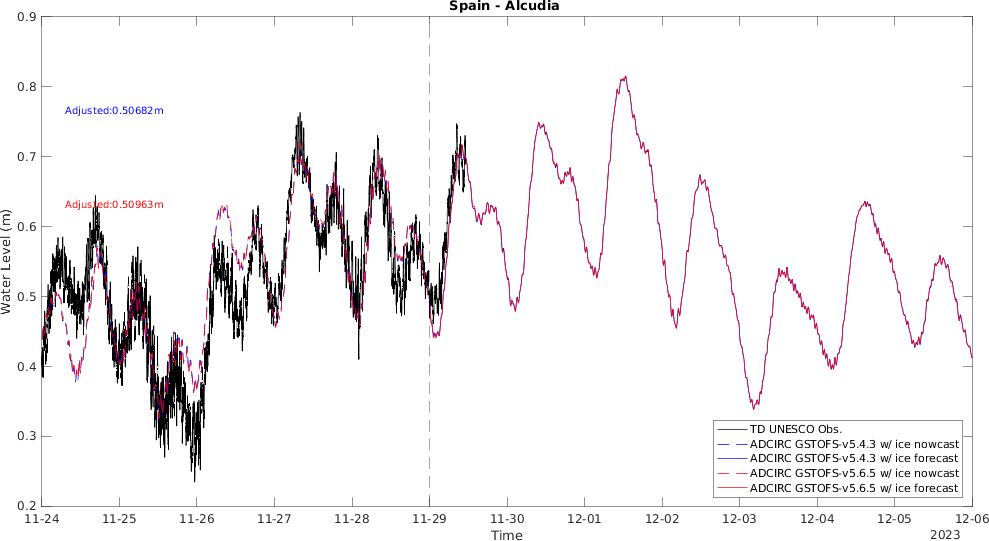 Spain - Alcudia
0.9
0.8
0.7
0.6
0.5
0.4
0.3
0.2
Water Level (m)
Adjusted:0.50682m
Adjusted:0.50963m
TD UNESCO Obs.
ADCIRC GSTOFS-v5.4.3 w/ ice nowcast
ADCIRC GSTOFS-v5.4.3 w/ ice forecast
ADCIRC GSTOFS-v5.6.5 w/ ice nowcast
ADCIRC GSTOFS-v5.6.5 w/ ice forecast
11-24 11-25 11-26 11-27 11-28 11-29 11-30 12-01 12-02 12-03 12-04 12-05 12-06
Time
2023